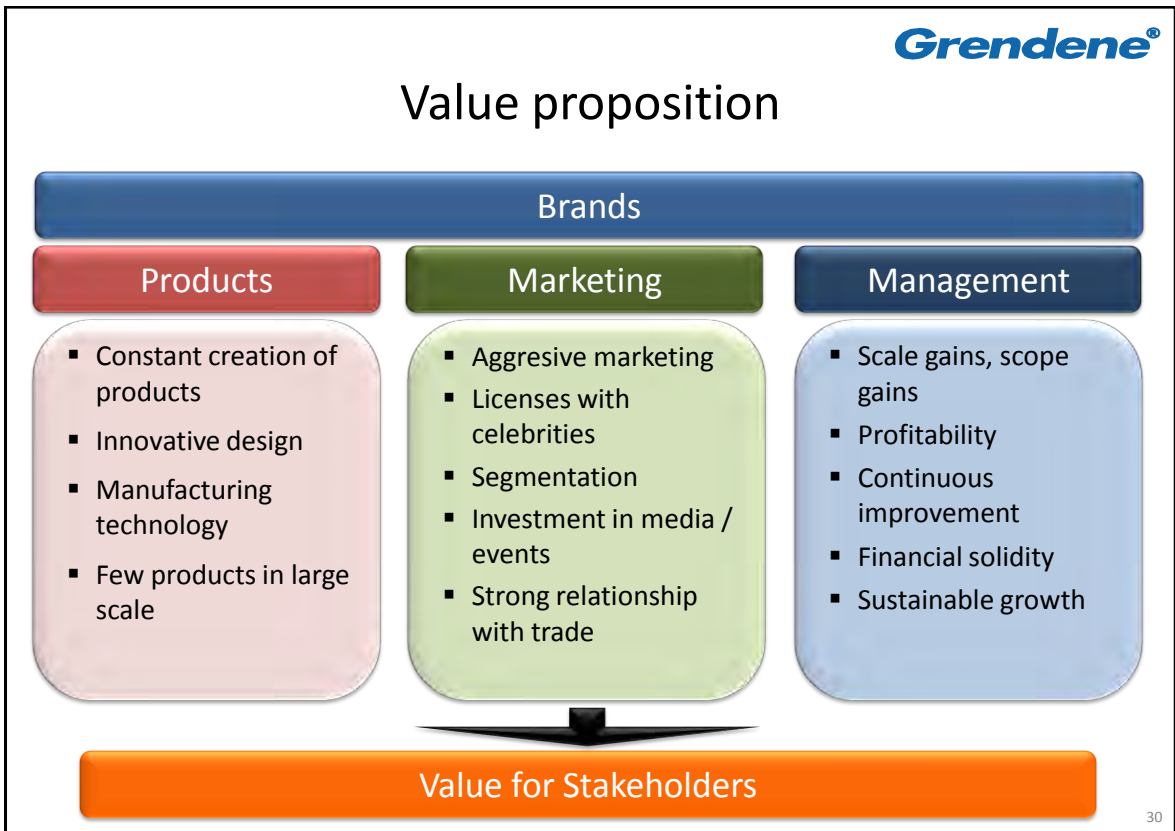 Grendene®
Value proposition
Brands
Products
▪ Constant creation of
products
▪ Innovative design
▪ Manufacturing
technology
▪ Few products in large
scale
Marketing
▪ Aggresive marketing
▪ Licenses with
celebrities
▪ Segmentation
▪ Investment in media /
events
▪ Strong relationship
with trade
Management
▪ Scale gains, scope
gains
▪ Profitability
▪ Continuous
improvement
▪ Financial solidity
▪ Sustainable growth
Value for Stakeholders
30